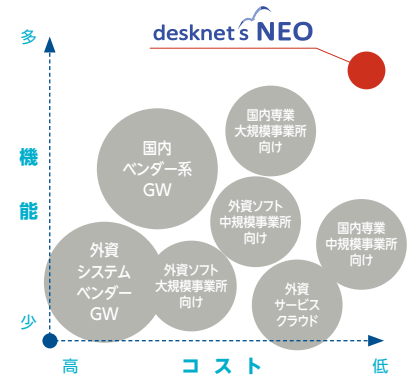 多
desknet's NEO
国内専業
大規模事業所
向け
国内
ベンダー系
GW
機
能
外資ソフト
中規模事業所
向け
国内専業
中規模事業所
向け
外資
システム
ベンダー
GW
外資ソフト
大規模事業所
向け
外資
サービス
クラウド
少
高
コスト
低